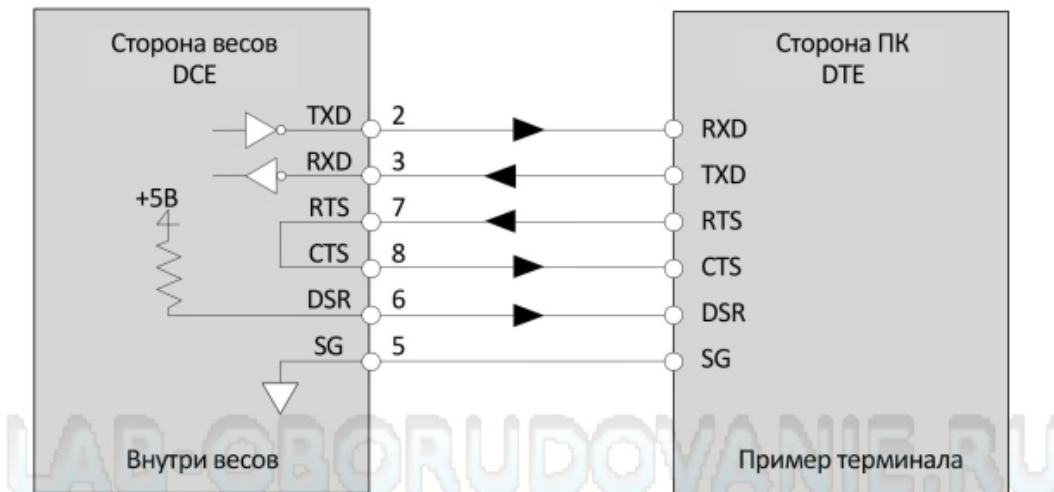 Сторона весов
DCE
Сторона ПК
DTE
TXD 2 RXD
RXD 3 TXD
+5В
RTS 7 RTS
CTS 8 CTS
DSR 6 DSR
SG 5 SG
LAB-OBORUDOVANIE.RU
Внутри весов
Пример терминала